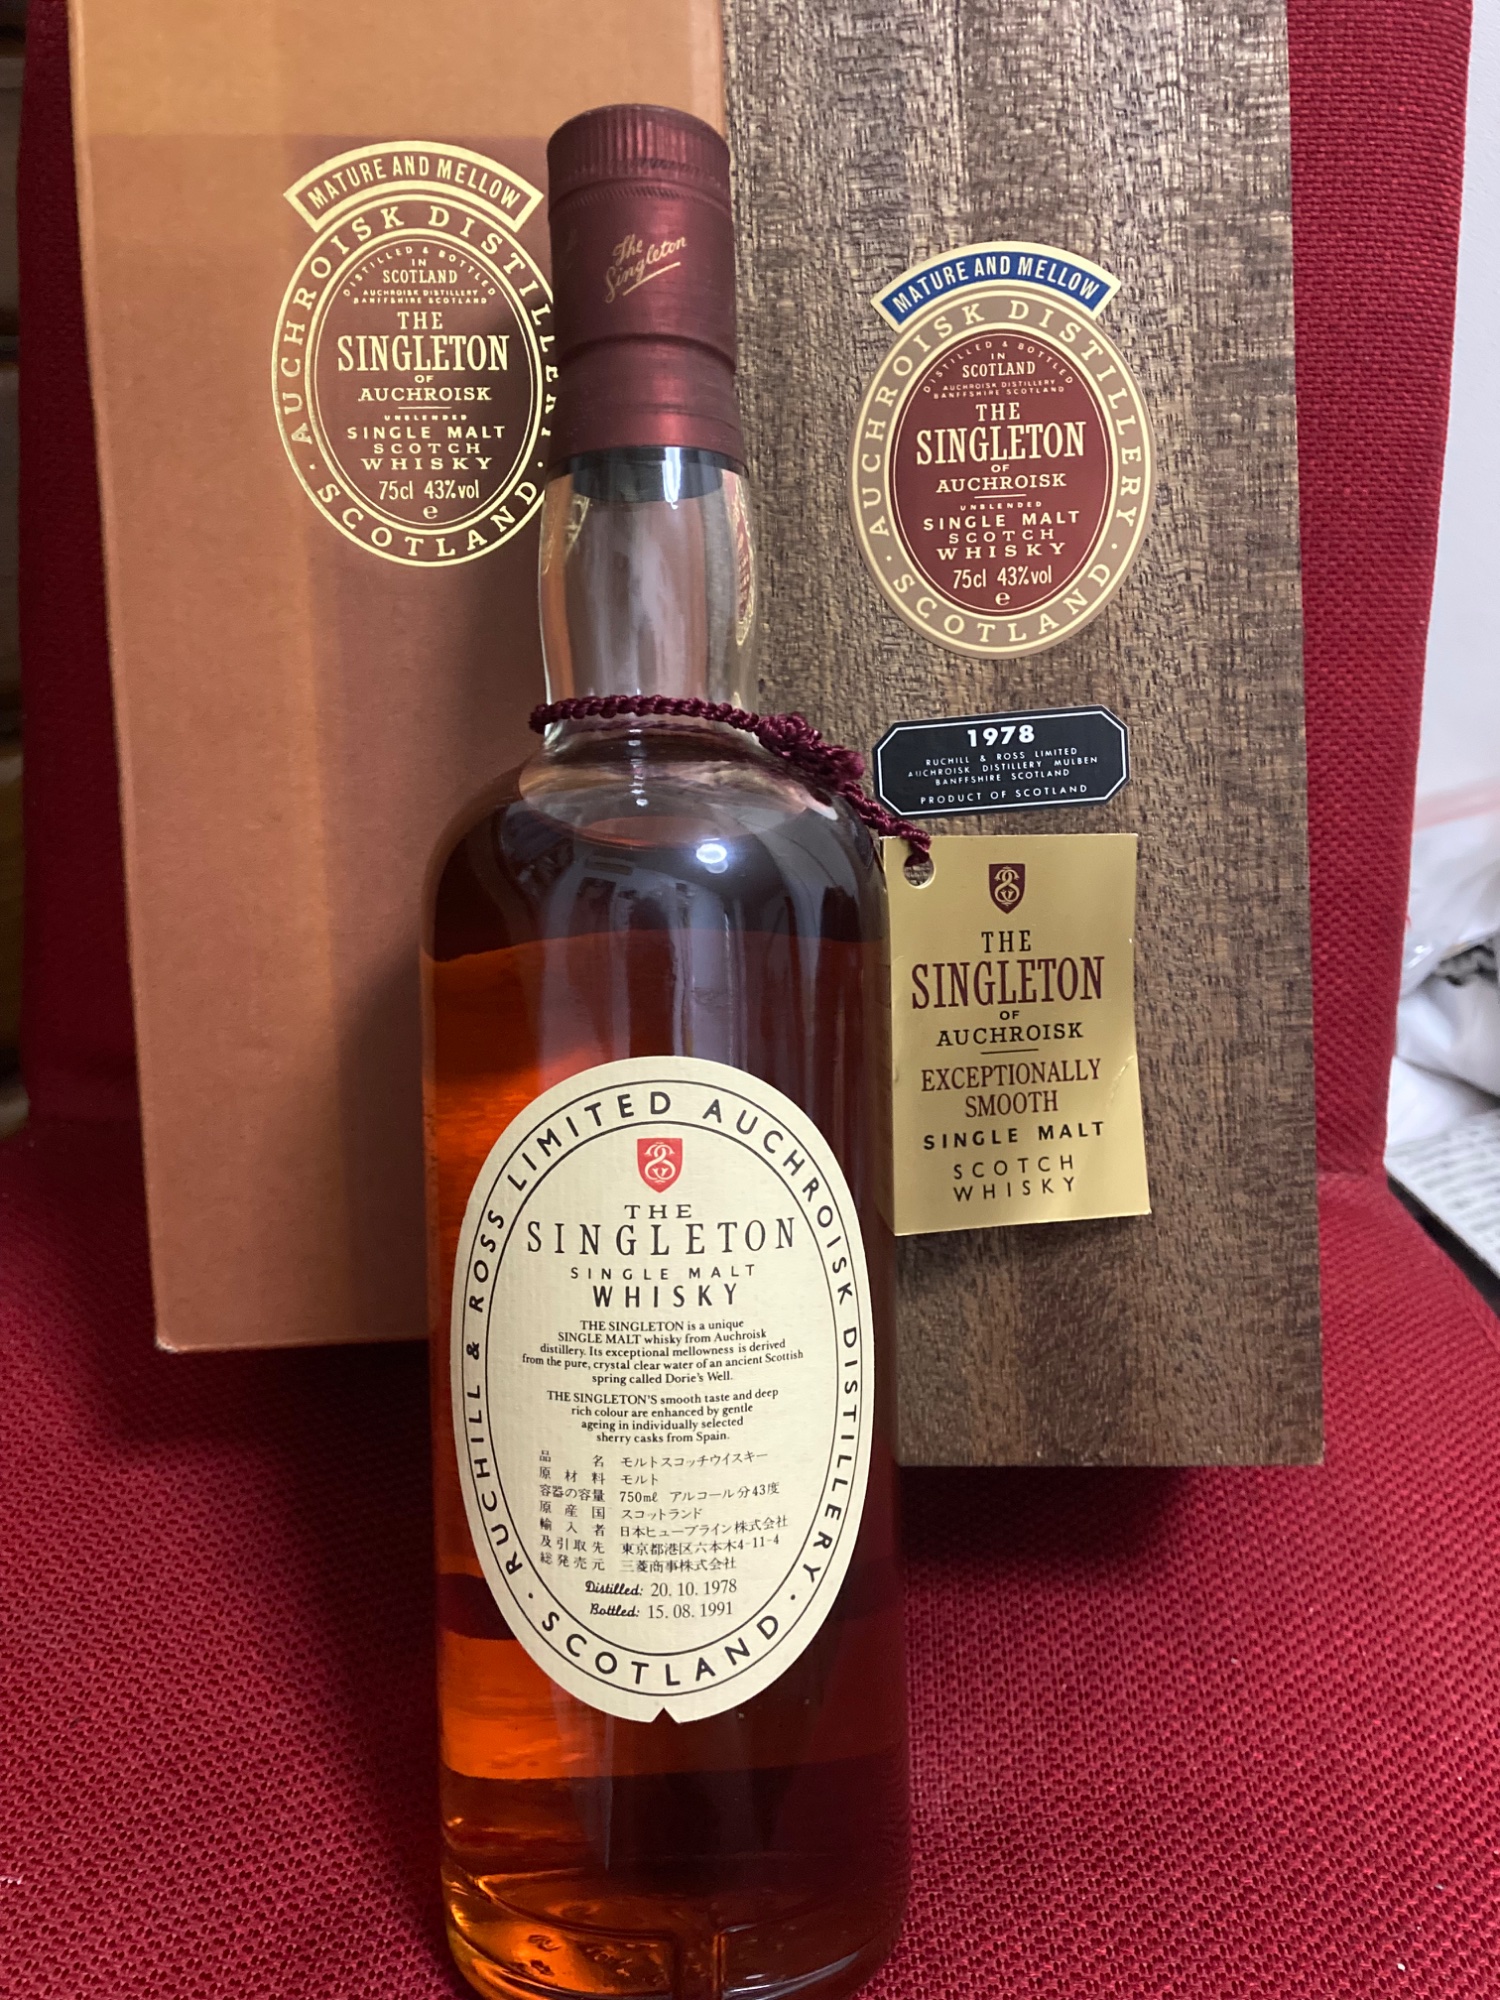 MATURE AND MELLOW
AUCHROISK DISTILLERY
DISTILLED & BOTTLED
IN
SCOTLAND
AUCHROISK DISTILLERY
BANFFSHIRE SCOTLAND
THE
SINGLETON
OF
AUCHROISK
UNBLENDED
SINGLE MALT
SCOTCH
WHISKY
75cl 43%vol
e
· SCOTLAND ·
The
Singleton
MATURE AND MELLOW
AUCHROISK DISTILLERY
DISTILLED & BOTTLED
IN
SCOTLAND
AUCHROISK DISTILLERY
BANFFSHIRE SCOTLAND
THE
SINGLETON
OF
AUCHROISK
UNBLENDED
SINGLE MALT
SCOTCH
WHISKY
75cl 43%vol
e
· SCOTLAND ·
1978
RUCHILL & ROSS LIMITED
AUCHROISK DISTILLERY MULBEN
BANFFSHIRE SCOTLAND
PRODUCT OF SCOTLAND
THE
SINGLETON
OF
AUCHROISK
EXCEPTIONALLY
SMOOTH
SINGLE MALT
SCOTCH
WHISKY
RUCHILL & ROSS LIMITED AUCHROISK DISTILLERY
THE
SINGLETON
SINGLE MALT
WHISKY
THE SINGLETON is a unique
SINGLE MALT whisky from Auchroisk
distillery. Its exceptional mellowness is derived
from the pure, crystal clear water of an ancient Scottish
spring called Dorie's Well.
THE SINGLETON'S smooth taste and deep
rich colour are enhanced by gentle
ageing in individually selected
sherry casks from Spain.
品名 モルトスコッチウイスキー
原材料 モルト
容器の容量 750ml アルコール分43度
原産国 スコットランド
輸入者 日本ヒューブライン株式会社
及引取先 東京都港区六本木4-11-4
総発売元 三菱商事株式会社
Distilled: 20. 10. 1978
Bottled: 15. 08. 1991
· SCOTLAND ·